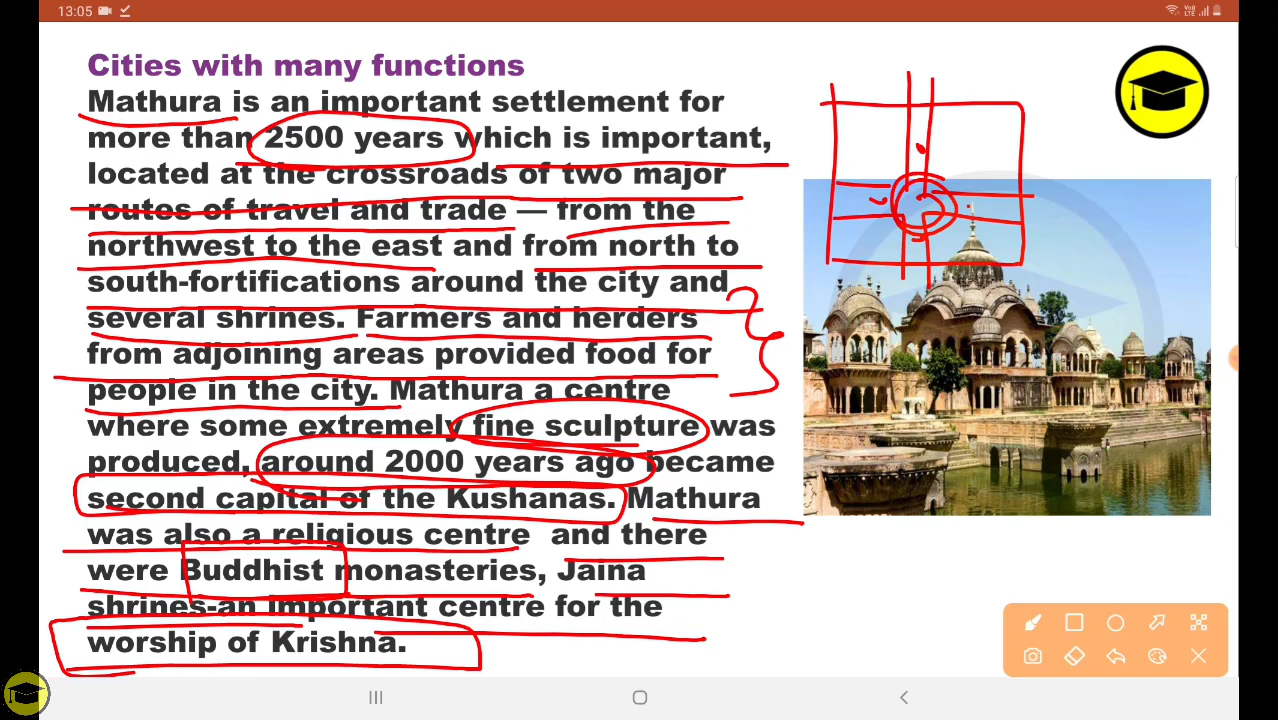 13:05
Vo)) LTE
Cities with many functions
Mathura is an important settlement for
more than 2500 years which is important,
located at the crossroads of two major
routes of travel and trade — from the
northwest to the east and from north to
south-fortifications around the city and
several shrines. Farmers and herders
from adjoining areas provided food for
people in the city. Mathura a centre
where some extremely fine sculpture was
produced, around 2000 years ago became
second capital of the Kushanas. Mathura
was also a religious centre and there
were Buddhist monasteries, Jaina
shrines-an important centre for the
worship of Krishna.